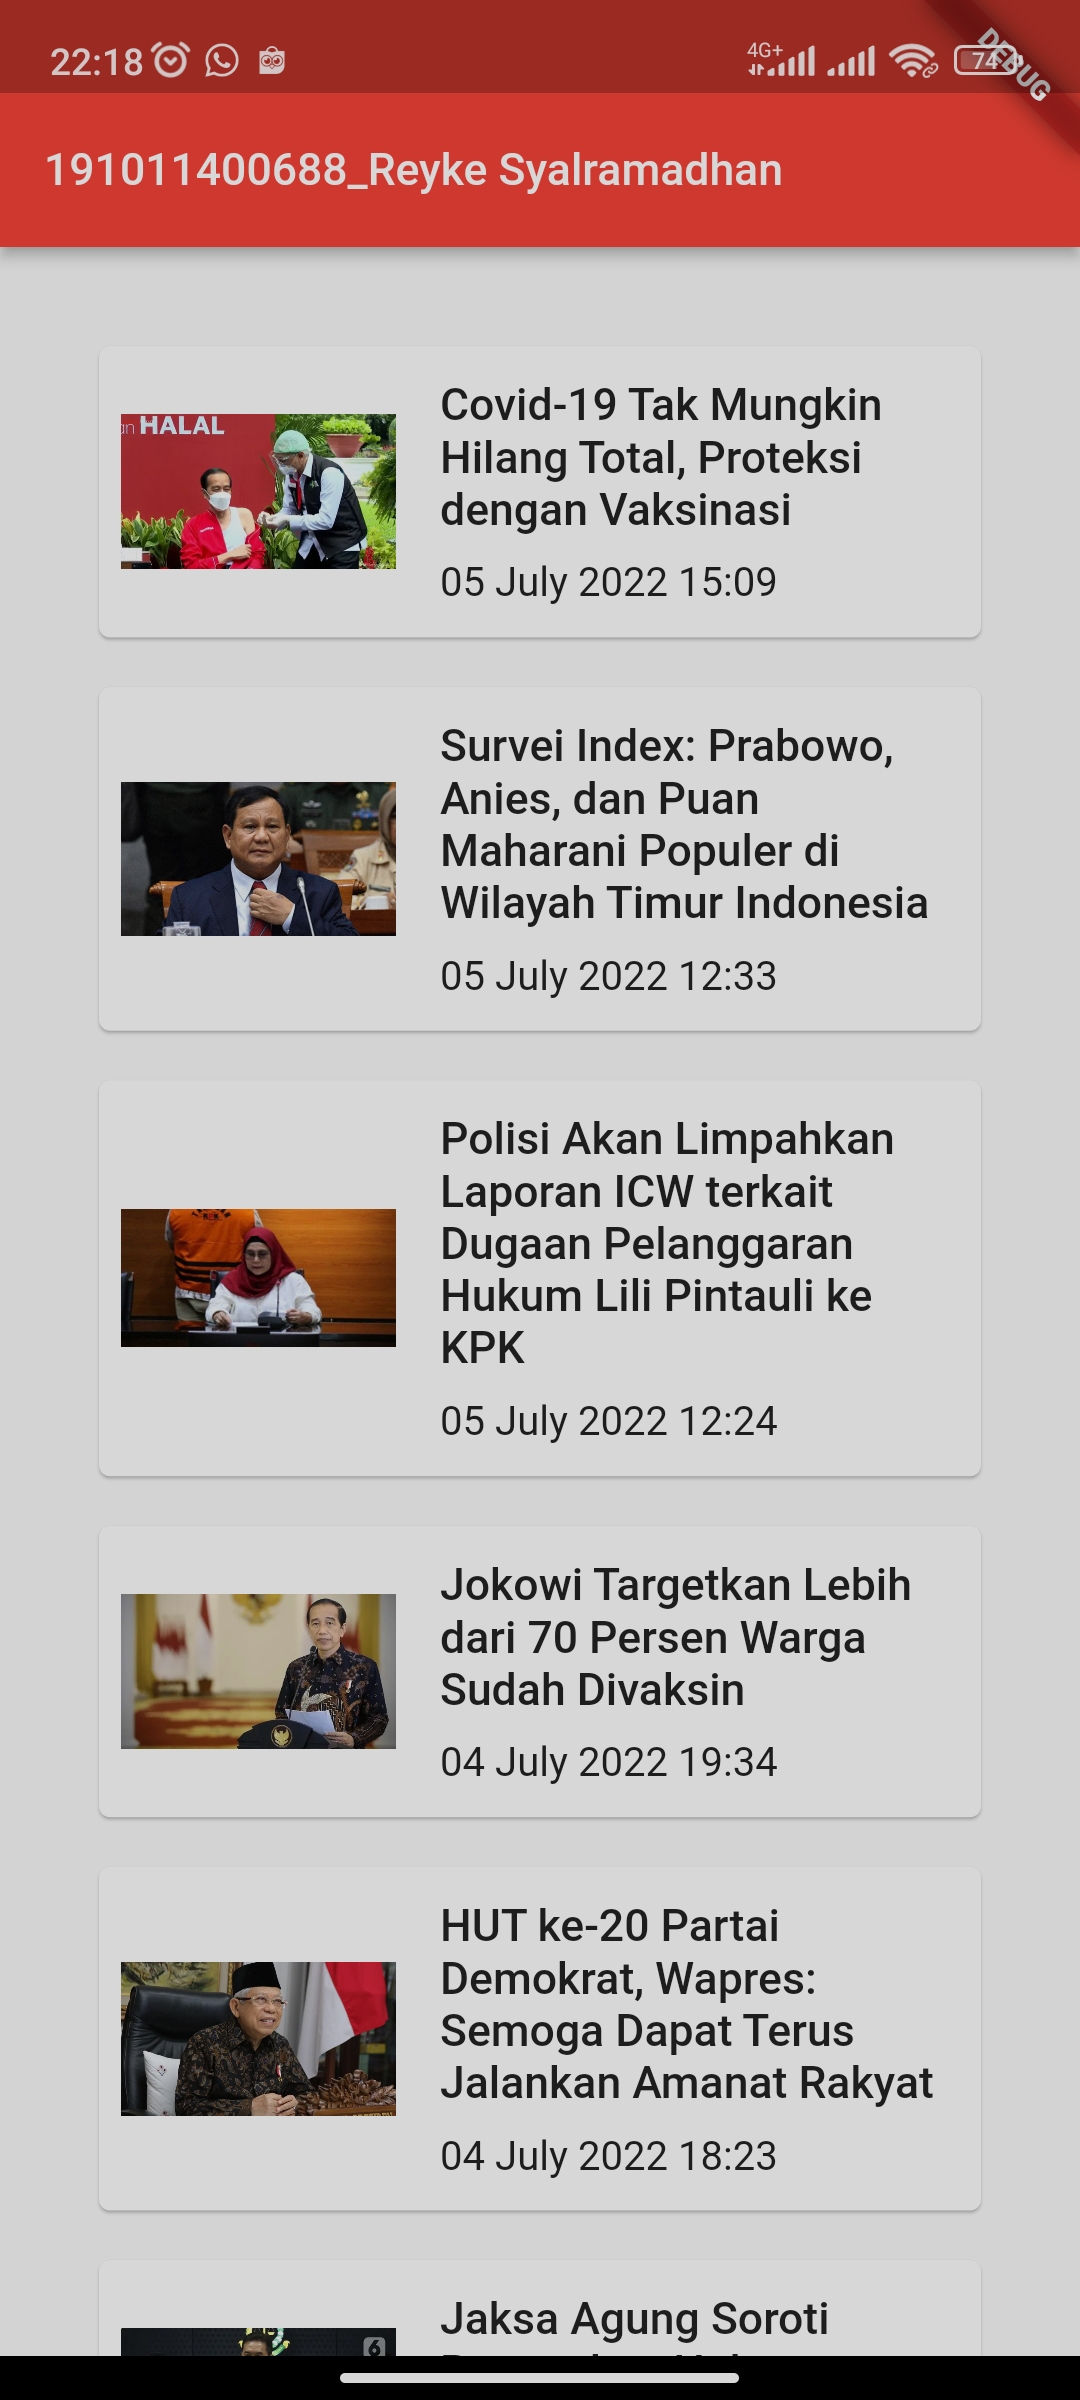 22:18
4G+
74
DEBUG
191011400688_Reyke Syalramadhan
an HALAL
Covid-19 Tak Mungkin
Hilang Total, Proteksi
dengan Vaksinasi
05 July 2022 15:09
Survei Index: Prabowo,
Anies, dan Puan
Maharani Populer di
Wilayah Timur Indonesia
05 July 2022 12:33
Polisi Akan Limpahkan
Laporan ICW terkait
Dugaan Pelanggaran
Hukum Lili Pintauli ke
KPK
05 July 2022 12:24
Jokowi Targetkan Lebih
dari 70 Persen Warga
Sudah Divaksin
04 July 2022 19:34
HUT ke-20 Partai
Demokrat, Wapres:
Semoga Dapat Terus
Jalankan Amanat Rakyat
04 July 2022 18:23
6
Jaksa Agung Soroti